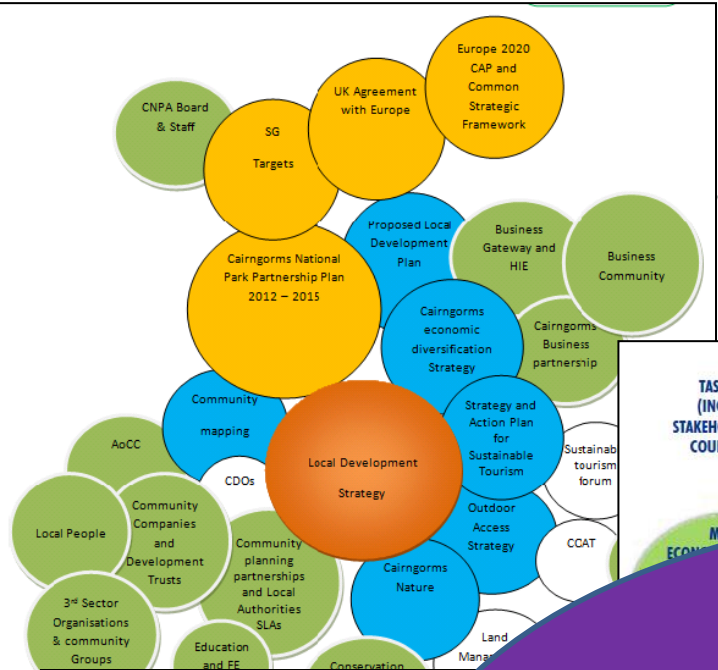 Europe 2020
CAP and
Common
Strategic
Framework
UK Agreement
with Europe
CNPA Board
& Staff
SG
Targets
Proposed Local
Development
Plan
Business
Gateway and
HIE
Business
Community
Cairngorms National
Park Partnership Plan
2012 – 2015
Cairngorms
economic
diversification
Strategy
Cairngorms
Business
partnership
Community
mapping
Strategy and
Action Plan
for
Sustainable
Tourism
AoCC
CDOs
Local Development
Strategy
tourism
forum
Local People
Community
Companies
and
Development
Trusts
Community
planning
partnerships
and Local
Authorities
SLAs
Outdoor
Access
Strategy
CCAT
Cairngorms
Nature
3rd Sector
Organisations
& community
Groups
Education
and FE
Conservation
Land